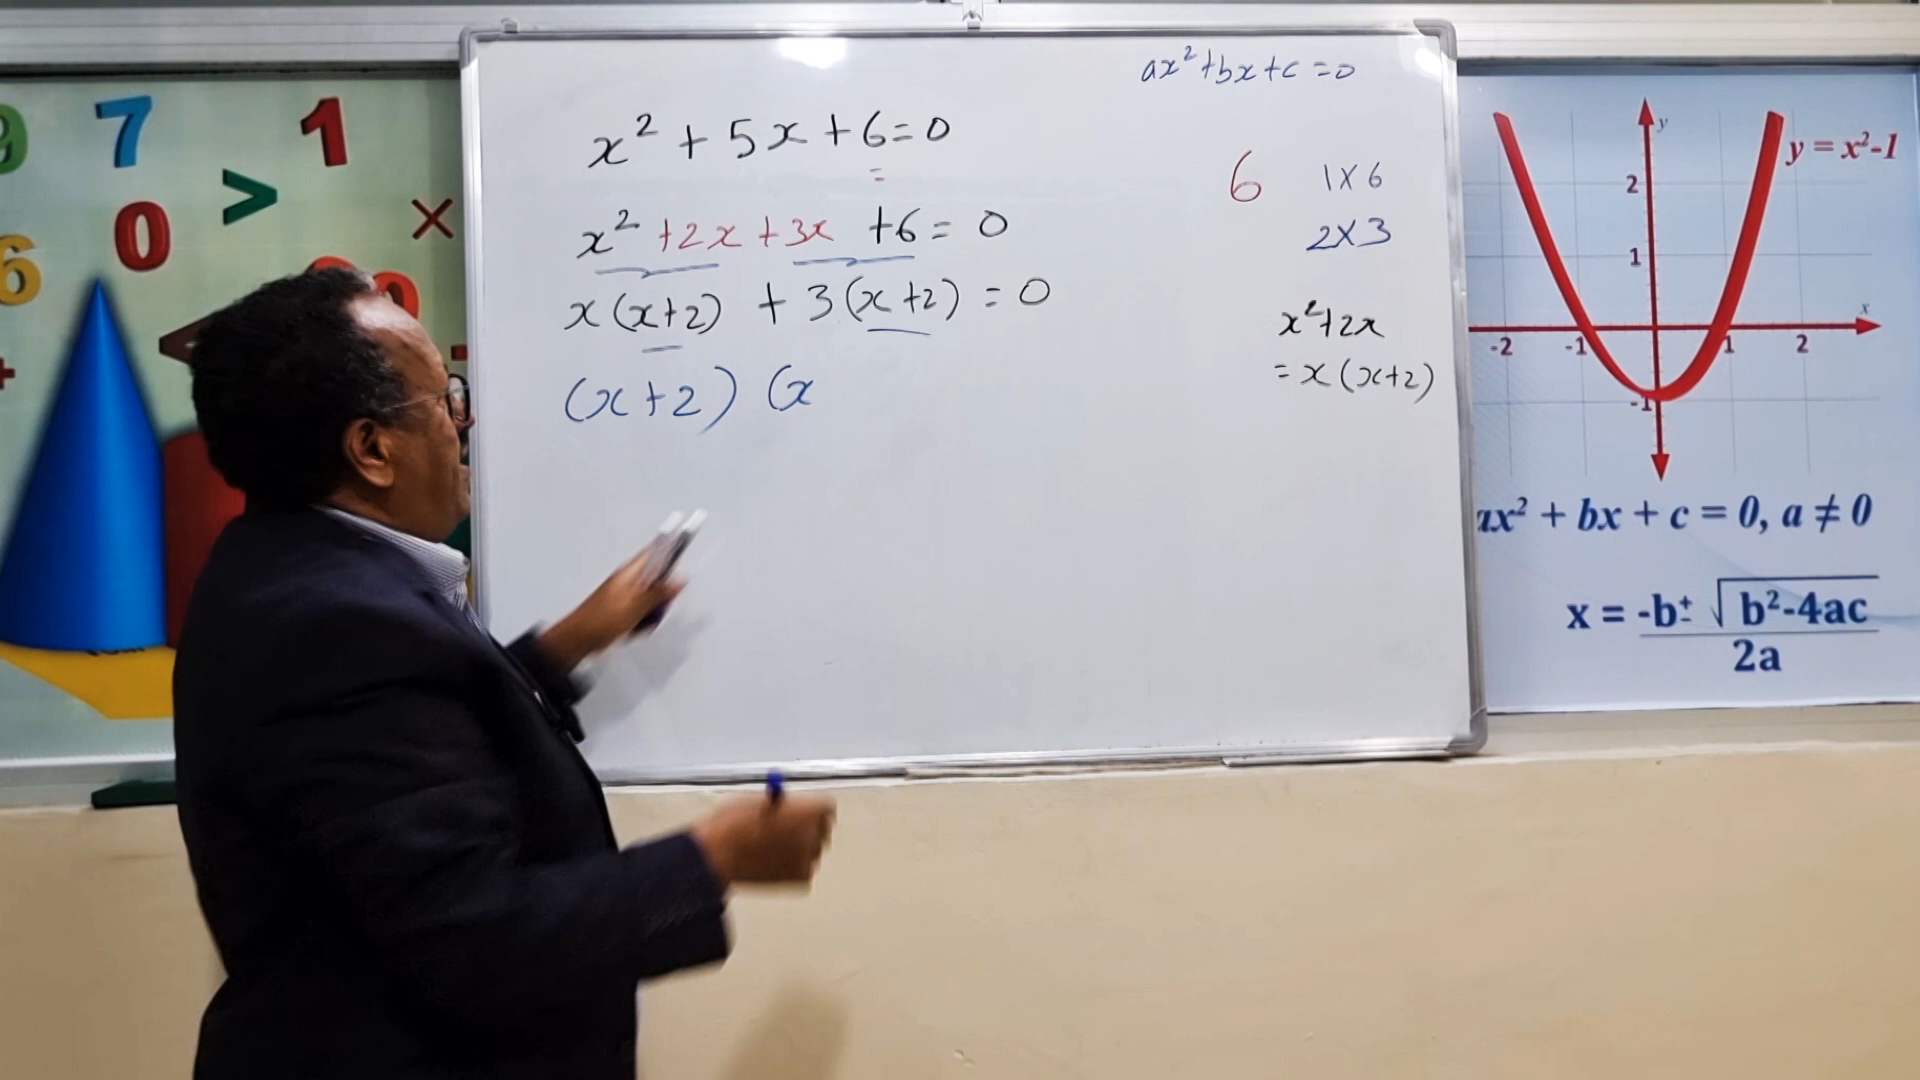 9 7 1
0 > ×
6
+
ax²+bx+c=0
x² + 5x + 6 = 0
x² +2x +3x +6 = 0
x(x+2) + 3(x+2) = 0
(x+2) (x
6 1x6
2x3
x²+2x
= x(x+2)
y
y = x²-1
2
1
x
-2 -1 1 2
-1
ax² + bx + c = 0, a ≠ 0
x = -b± √b²-4ac
2a